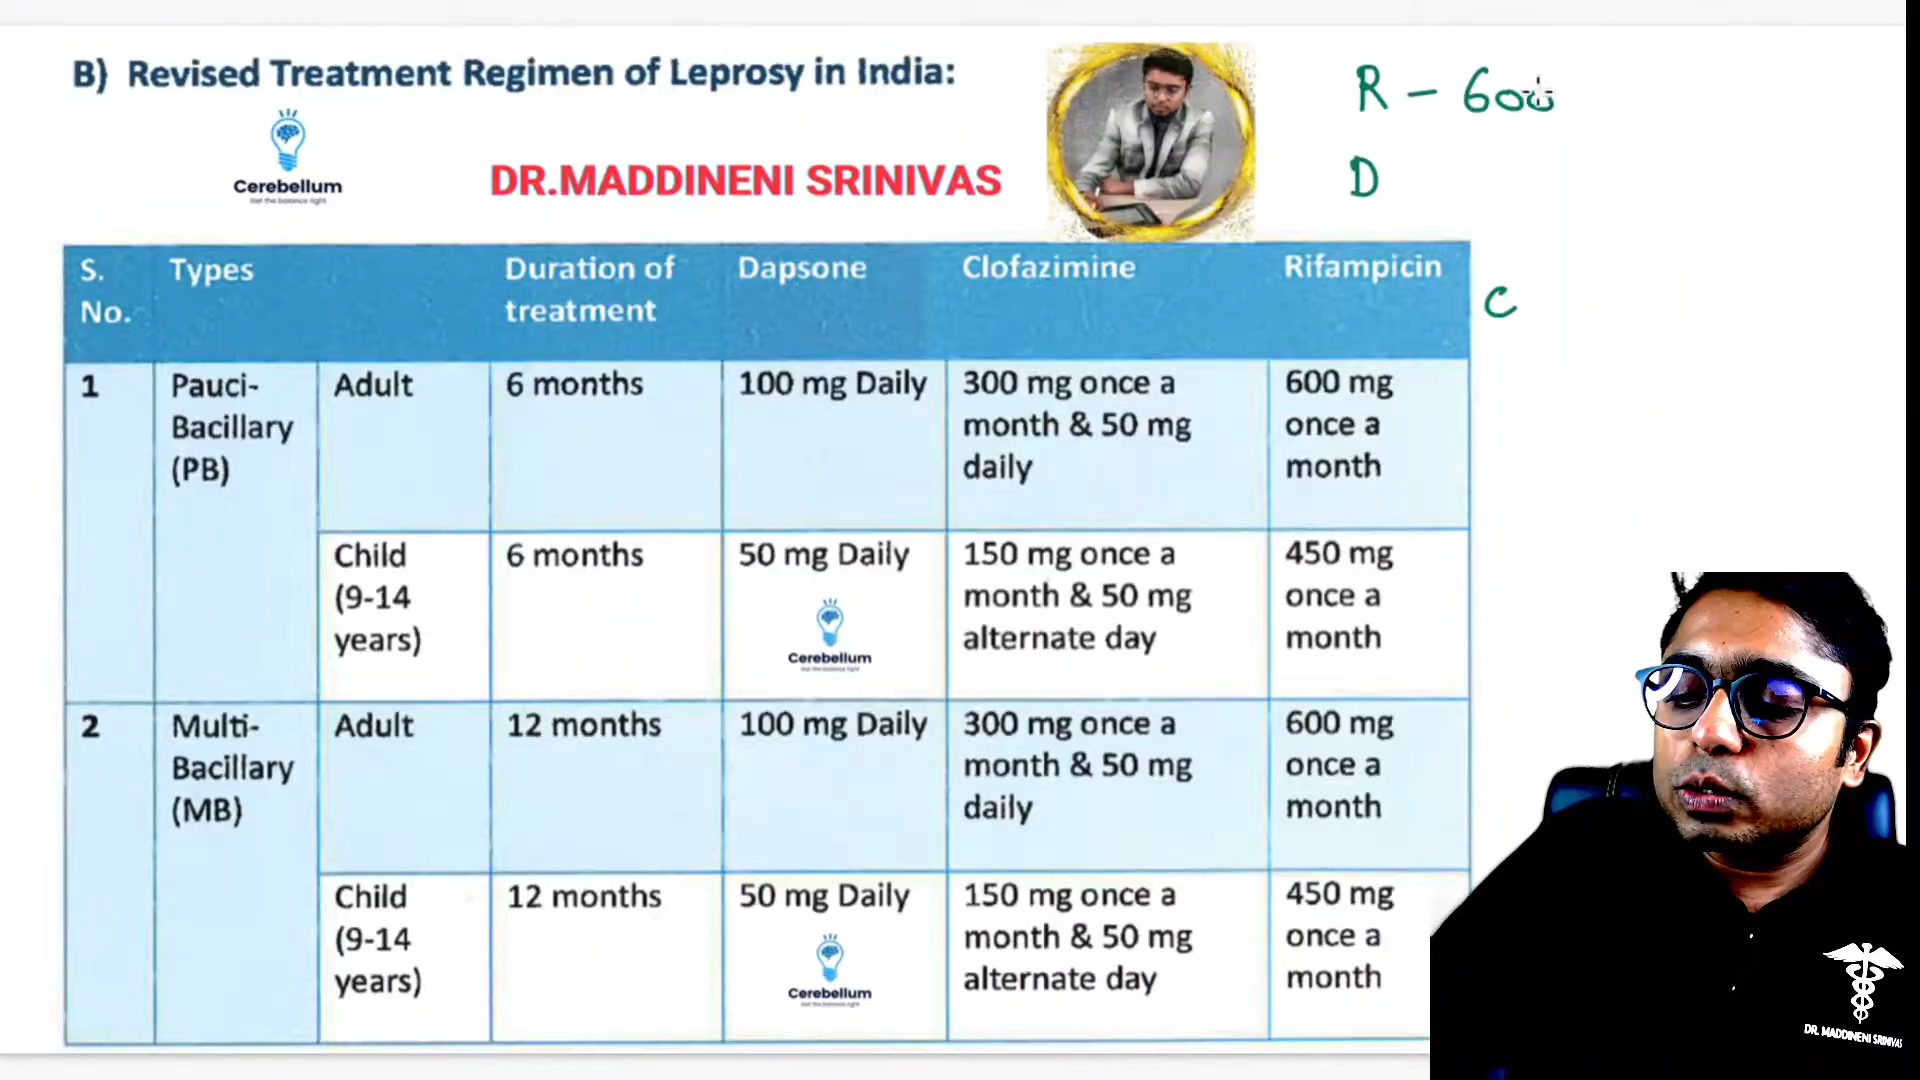 B) Revised Treatment Regimen of Leprosy in India:
R - 600
Cerebellum
DR.MADDINENI SRINIVAS
D
S. No.
Types
Duration of treatment
Dapsone
Clofazimine
Rifampicin
C
1
Pauci-
Bacillary
(PB)
Adult
6 months
100 mg Daily
300 mg once a
month & 50 mg
daily
600 mg
once a
month
Child
(9-14
years)
6 months
50 mg Daily
Cerebellum
150 mg once a
month & 50 mg
alternate day
450 mg
once a
month
2
Multi-
Bacillary
(MB)
Adult
12 months
100 mg Daily
300 mg once a
month & 50 mg
daily
600 mg
once a
month
Child
(9-14
years)
12 months
50 mg Daily
Cerebellum
150 mg once a
month & 50 mg
alternate day
450 mg
once a
month
DR. MADDINENI SRINIVAS